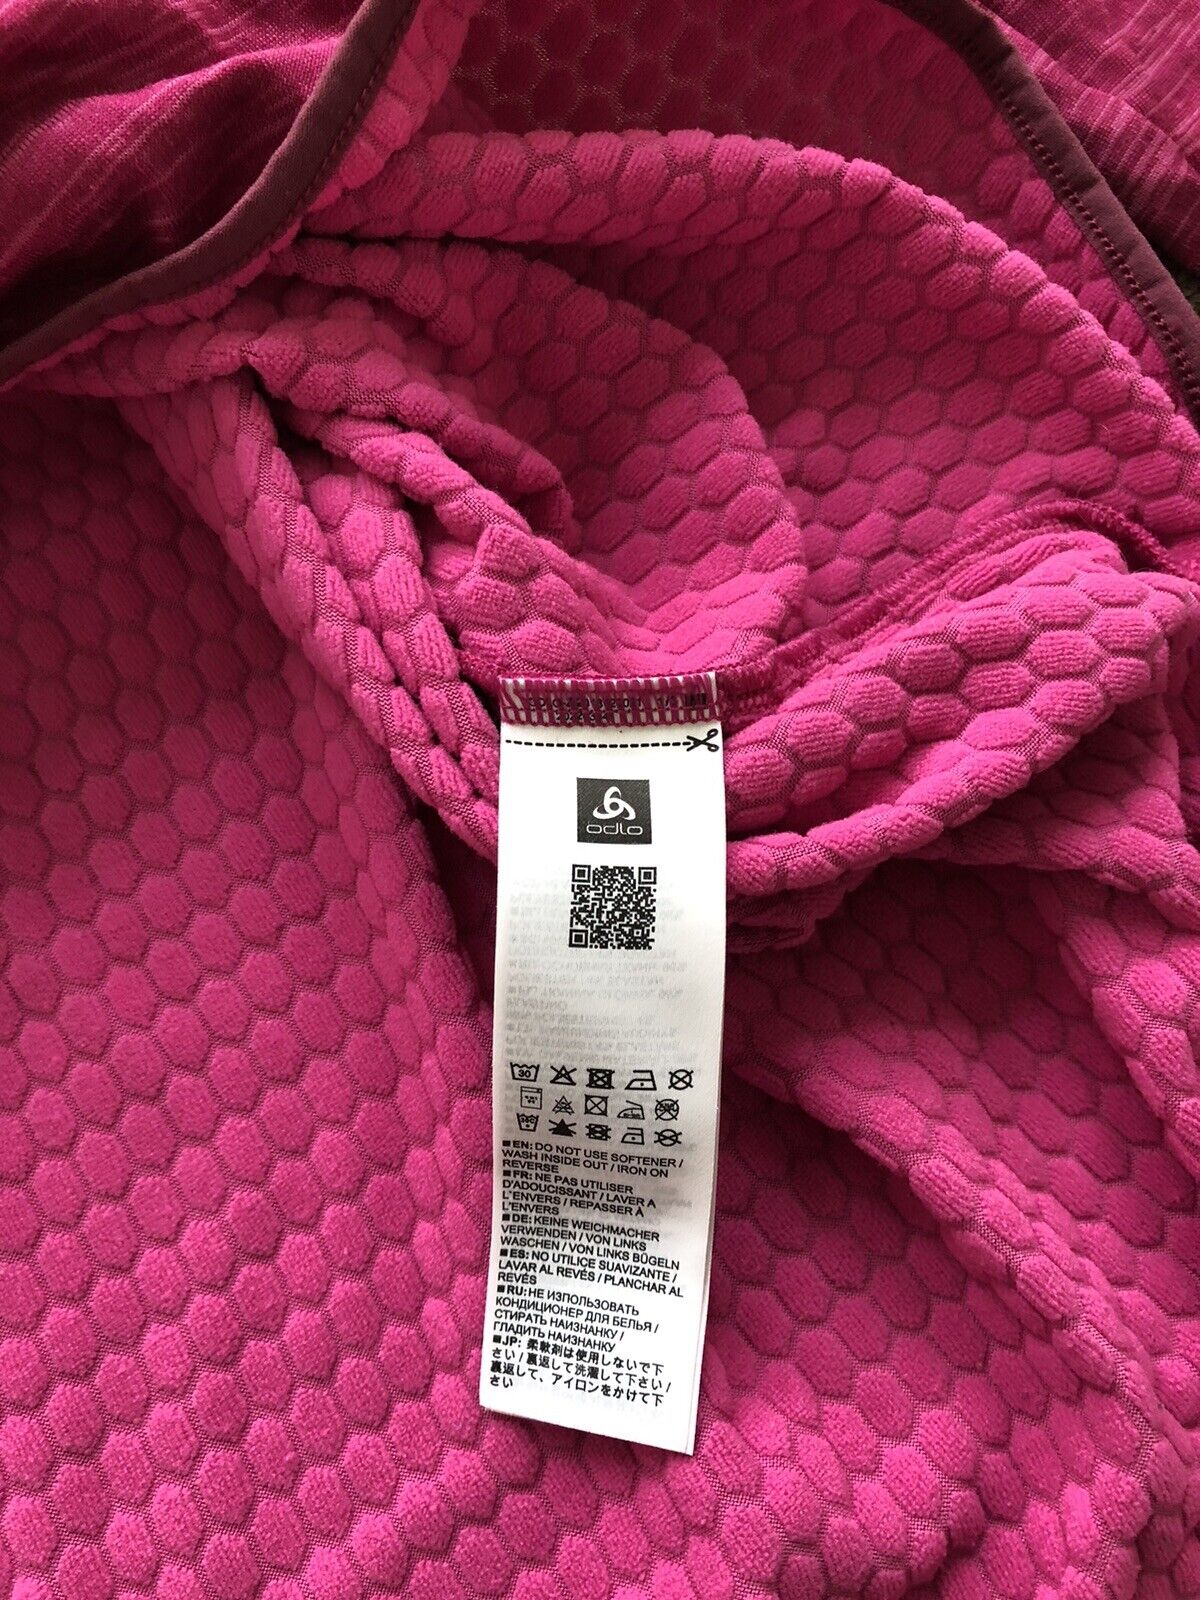 odlo
30
■EN: DO NOT USE SOFTENER /
WASH INSIDE OUT / IRON ON
REVERSE
■FR: NE PAS UTILISER
D'ADOUCISSANT / LAVER A
L'ENVERS / REPASSER À
L'ENVERS
■DE: KEINE WEICHMACHER
VERWENDEN / VON LINKS
WASCHEN / VON LINKS BÜGELN
■ES: NO UTILICE SUAVIZANTE /
LAVAR AL REVÉS / PLANCHAR AL
REVÉS
■RU: НЕ ИЗПОЛЬЗОВАТЬ
КОНДИЦИОНЕР ДЛЯ БЕЛЬЯ /
СТИРАТЬ НАИЗНАНКУ /
ГЛАДИТЬ НАИЗНАНКУ
■JP: 柔軟剤は使用しないで下
さい / 裏返して洗濯して下さい /
裏返して、アイロンをかけて下
さい